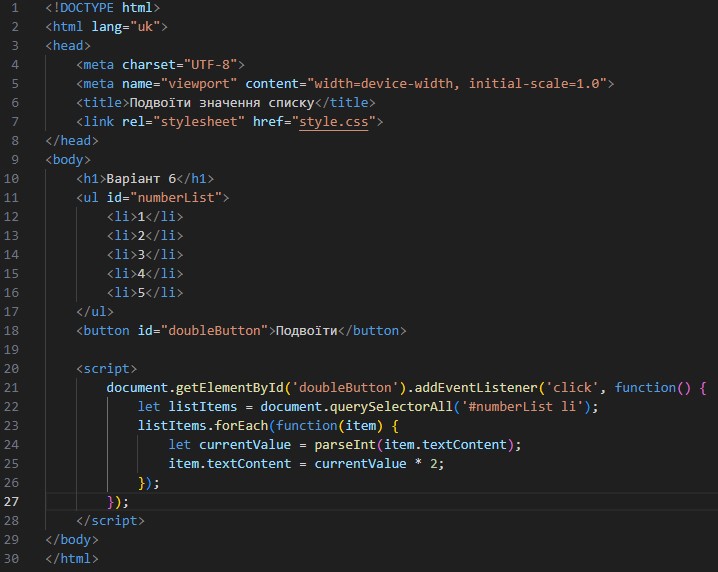 1 <!DOCTYPE html>
2 <html lang="uk">
3 <head>
4     <meta charset="UTF-8">
5     <meta name="viewport" content="width=device-width, initial-scale=1.0">
6     <title>Подвоїти значення списку</title>
7     <link rel="stylesheet" href="style.css">
8 </head>
9 <body>
10     <h1>Варіант 6</h1>
11     <ul id="numberList">
12         <li>1</li>
13         <li>2</li>
14         <li>3</li>
15         <li>4</li>
16         <li>5</li>
17     </ul>
18     <button id="doubleButton">Подвоїти</button>
19
20     <script>
21         document.getElementById('doubleButton').addEventListener('click', function() {
22             let listItems = document.querySelectorAll('#numberList li');
23             listItems.forEach(function(item) {
24                 let currentValue = parseInt(item.textContent);
25                 item.textContent = currentValue * 2;
26             });
27         });
28     </script>
29 </body>
30 </html>